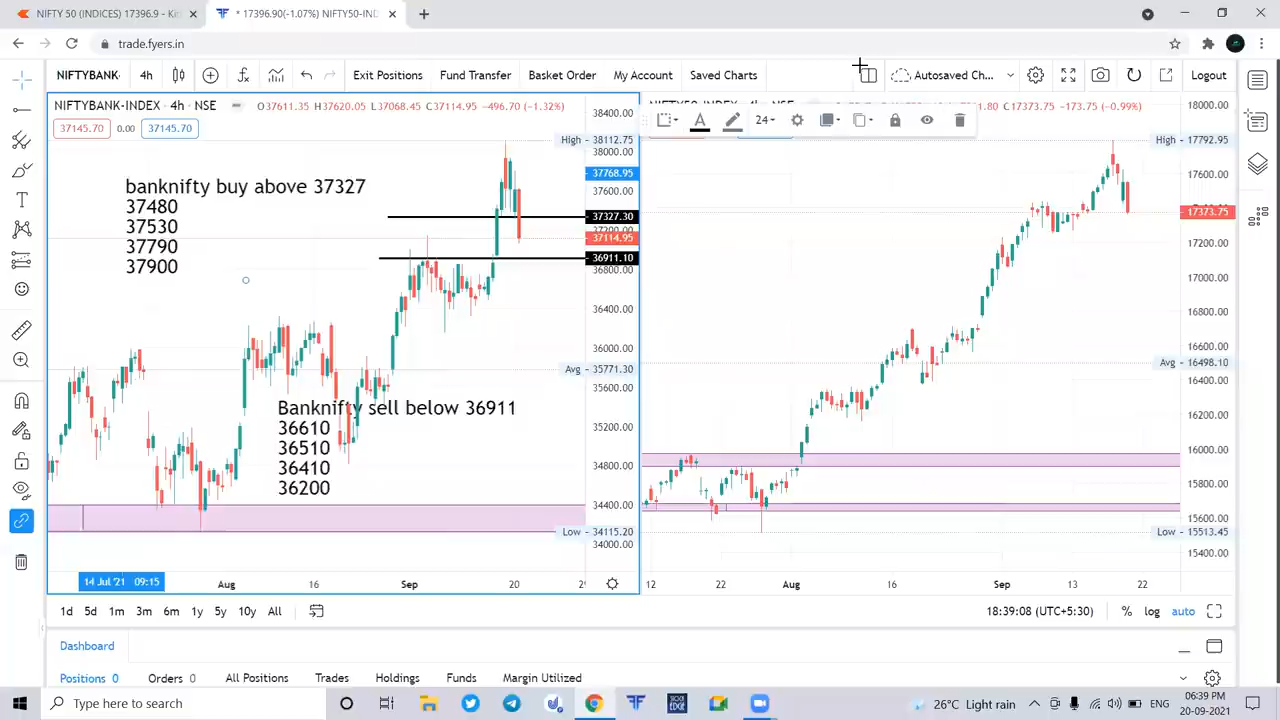 NIFTY 50 (INDICES) 17396.9 - Ki
* 17396.90(-1.07%) NIFTY50-IND
trade.fyers.in
NIFTYBANK- 4h Exit Positions Fund Transfer Basket Order My Account Saved Charts Autosaved Ch... Logout
NIFTYBANK-INDEX • 4h • NSE O37611.35 H37620.05 L37068.45 C37114.95 -496.70 (-1.32%)
37145.70 0.00 37145.70
C17373.75 -173.75 (-0.99%)
24
banknifty buy above 37327
37480
37530
37790
37900
Banknifty sell below 36911
36610
36510
36410
36200
38400.00
High 38112.75
38000.00
37768.95
37600.00
37327.30
37200.00
37114.95
36911.10
36800.00
36400.00
36000.00
Avg 35771.30
35600.00
35200.00
34800.00
34400.00
Low 34115.20
34000.00
14 Jul '21 09:15 Aug 16 Sep 20
18000.00
High 17792.95
17600.00
17373.75
17200.00
17000.00
16800.00
16600.00
Avg 16498.10
16400.00
16200.00
16000.00
15800.00
15600.00
Low 15513.45
15400.00
12 22 Aug 16 Sep 13 22
1d 5d 1m 3m 6m 1y 5y 10y All 18:39:08 (UTC+5:30) % log auto
Dashboard
Positions 0 Orders 0 All Positions Trades Holdings Funds Margin Utilized
Type here to search
26°C Light rain
ENG
06:39 PM
20-09-2021